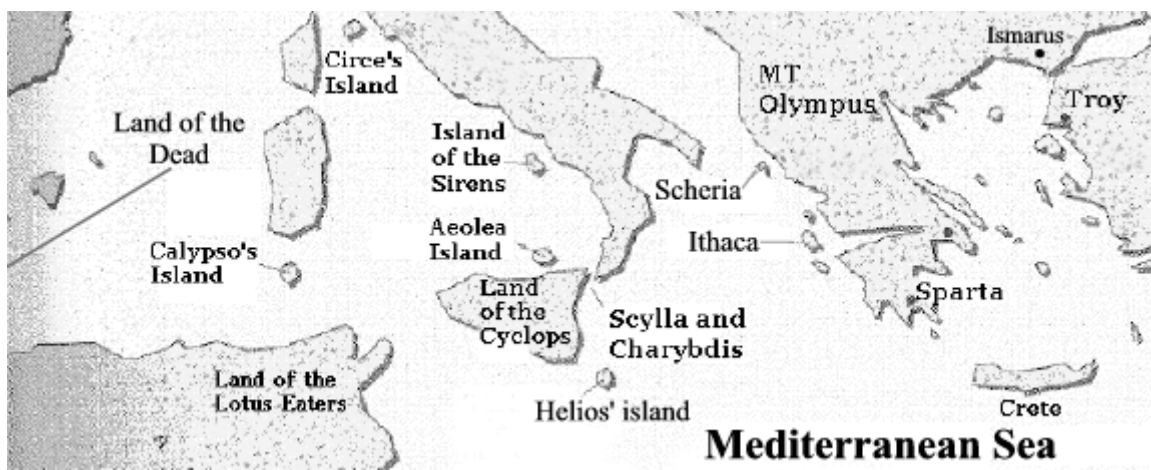 Ismarus
MT
Olympus
Troy
Circe's
Island
Land of the
Dead
Island
of the
Sirens
Scheria
Calypso's
Island
Aeolea
Island
Ithaca
Land
of the
Cyclops
Scylla and
Charybdis
Sparta
Land of the
Lotus Eaters
Helios' island
Crete
Mediterranean Sea